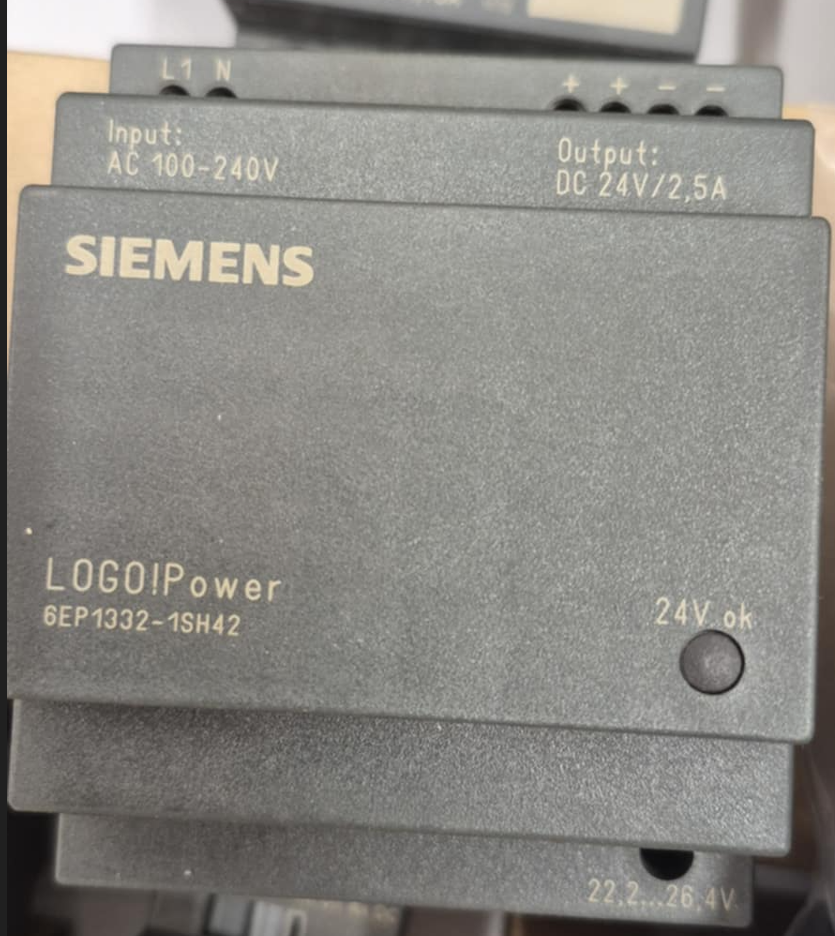 L1 N
+ + - -
Input:
AC 100-240V
Output:
DC 24V/2,5A
SIEMENS
LOGO!Power
6EP1332-1SH42
24V ok
22,2...26,4V